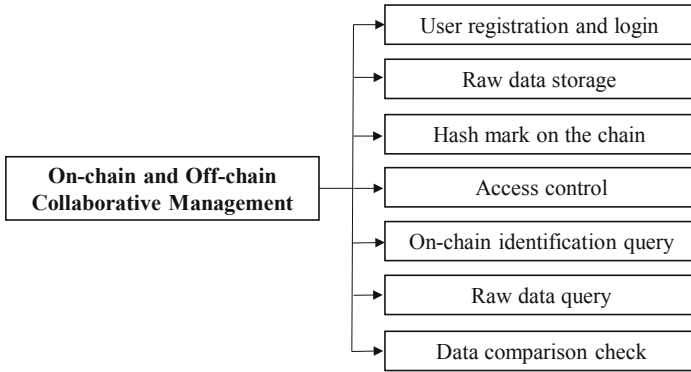 User registration and login
Raw data storage
Hash mark on the chain
On-chain and Off-chain
Collaborative Management
Access control
On-chain identification query
Raw data query
Data comparison check